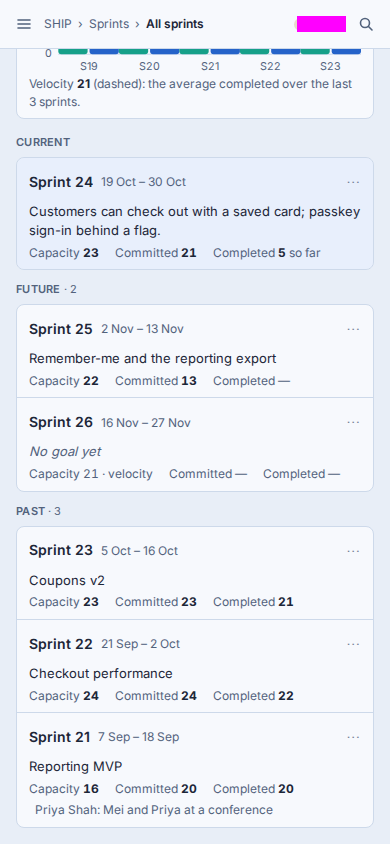 SHIP › Sprints › All sprints
0
S19 S20 S21 S22 S23
Velocity 21 (dashed): the average completed over the last
3 sprints.
CURRENT
Sprint 24 19 Oct – 30 Oct ...
Customers can check out with a saved card; passkey
sign-in behind a flag.
Capacity 23 Committed 21 Completed 5 so far
FUTURE · 2
Sprint 25 2 Nov – 13 Nov ...
Remember-me and the reporting export
Capacity 22 Committed 13 Completed —
Sprint 26 16 Nov – 27 Nov ...
No goal yet
Capacity 21 · velocity Committed — Completed —
PAST · 3
Sprint 23 5 Oct – 16 Oct ...
Coupons v2
Capacity 23 Committed 23 Completed 21
Sprint 22 21 Sep – 2 Oct ...
Checkout performance
Capacity 24 Committed 24 Completed 22
Sprint 21 7 Sep – 18 Sep ...
Reporting MVP
Capacity 16 Committed 20 Completed 20
Priya Shah: Mei and Priya at a conference